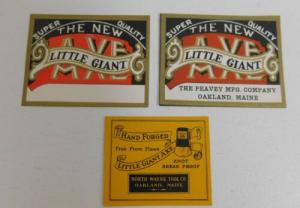 SUPER QUALITY
THE NEW
LITTLE GIANT
AXE
SUPER QUALITY
THE NEW
LITTLE GIANT
AXE
THE PEAVEY MFG. COMPANY
OAKLAND, MAINE
HAND FORGED
Free From Flaws
LITTLE GIANT AXE
KNOT
BREAK PROOF
NORTH WAYNE TOOL CO
OAKLAND, MAINE